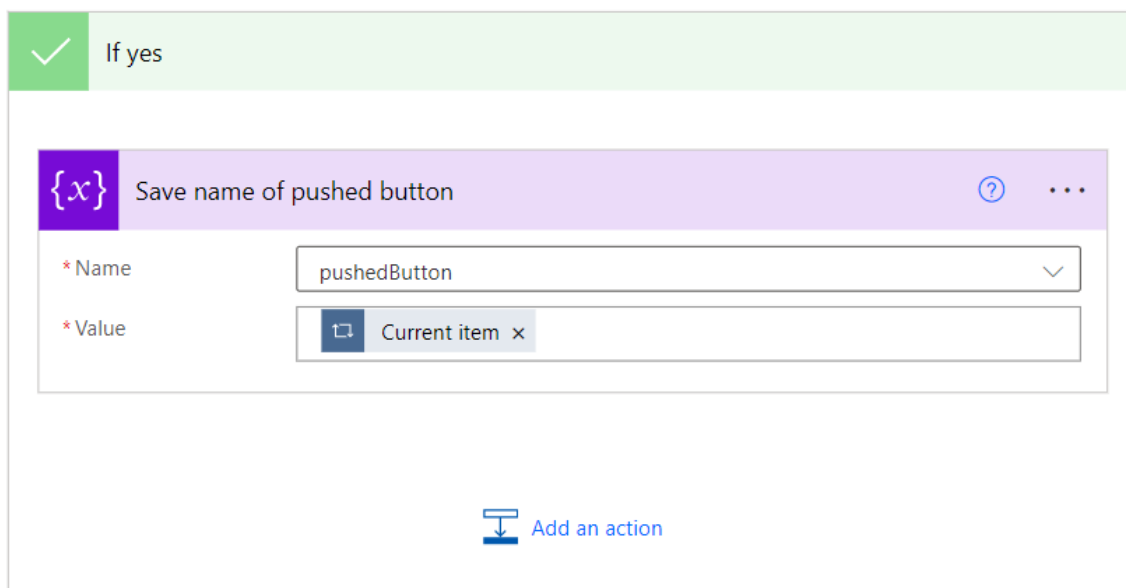 If yes
{x} Save name of pushed button ? ...
* Name pushedButton
* Value Current item ×
Add an action